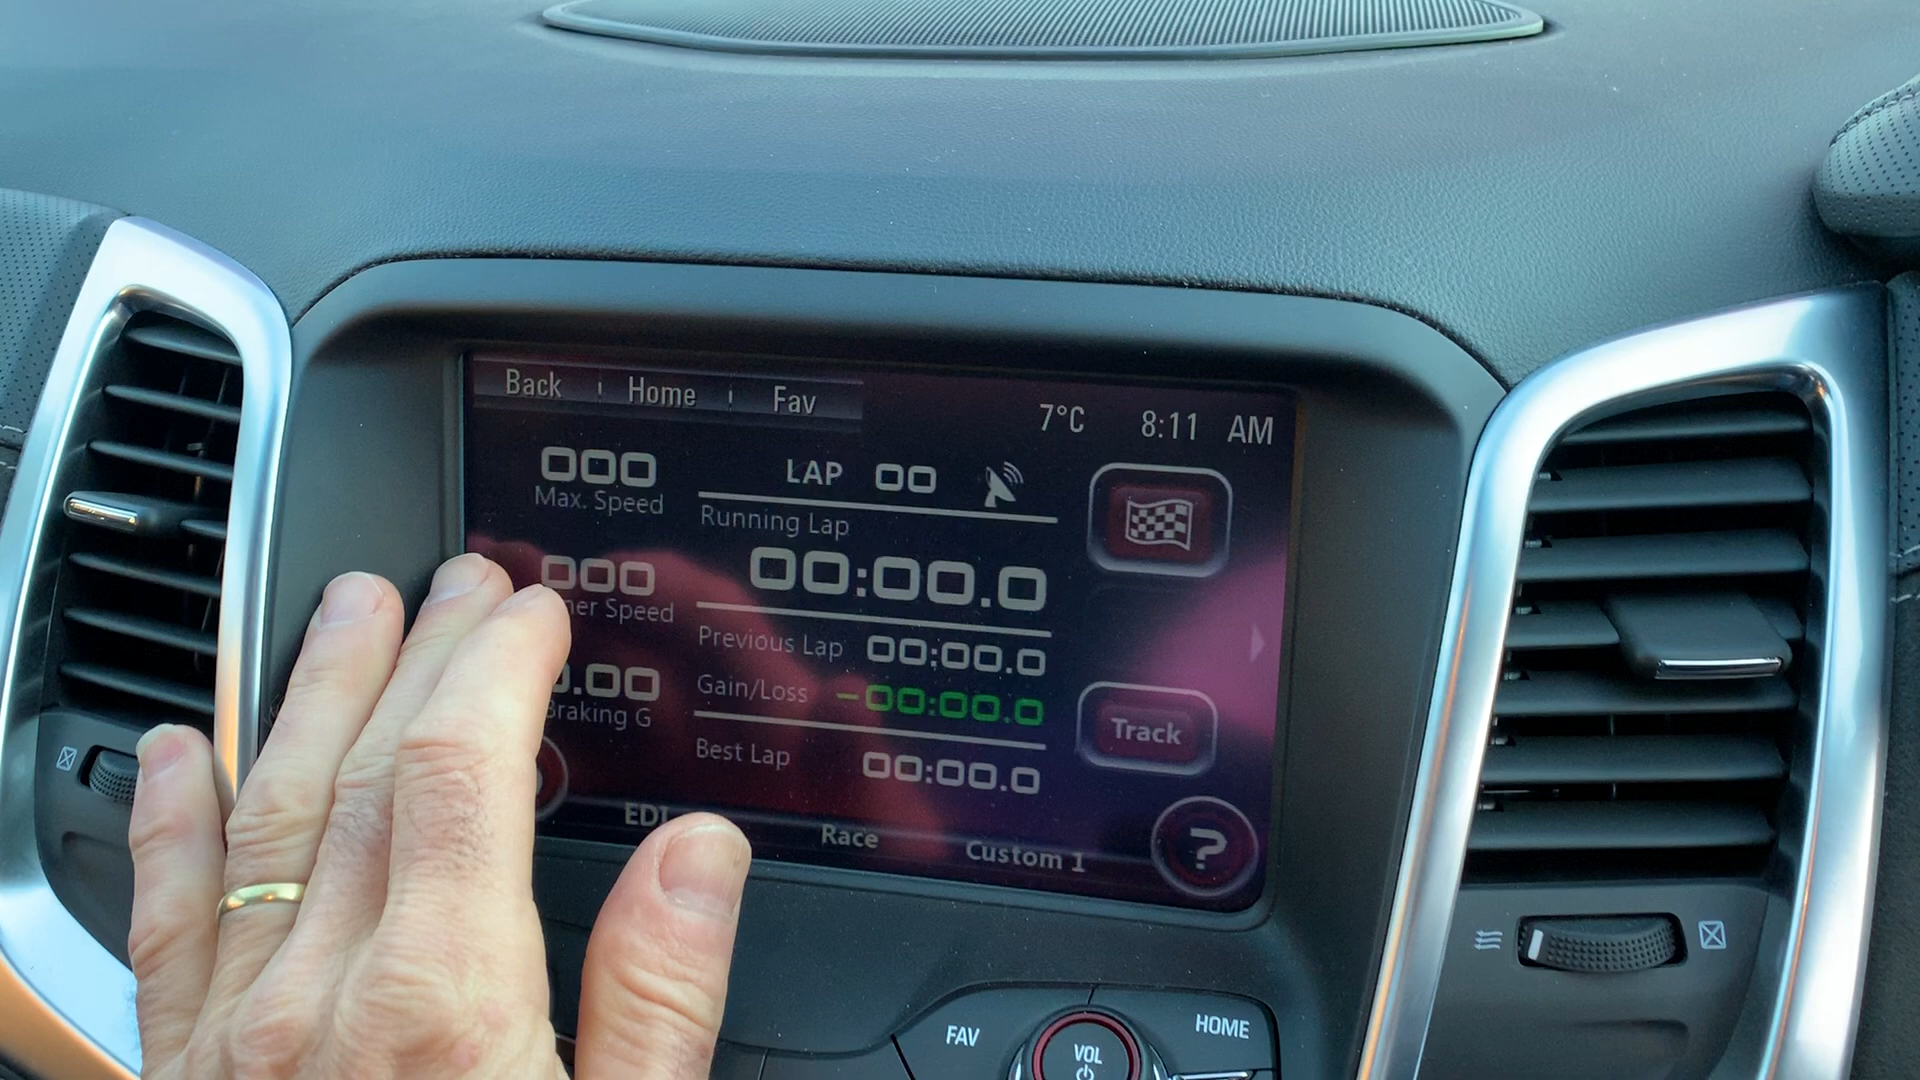 Back Home Fav
7°C 8:11 AM
000
Max. Speed
LAP 00
Running Lap
00:00.0
000
ner Speed
Previous Lap 00:00.0
.00
Braking G
Gain/Loss -00:00.0
Track
Best Lap 00:00.0
EDI
Race
Custom 1
?
FAV
VOL
HOME